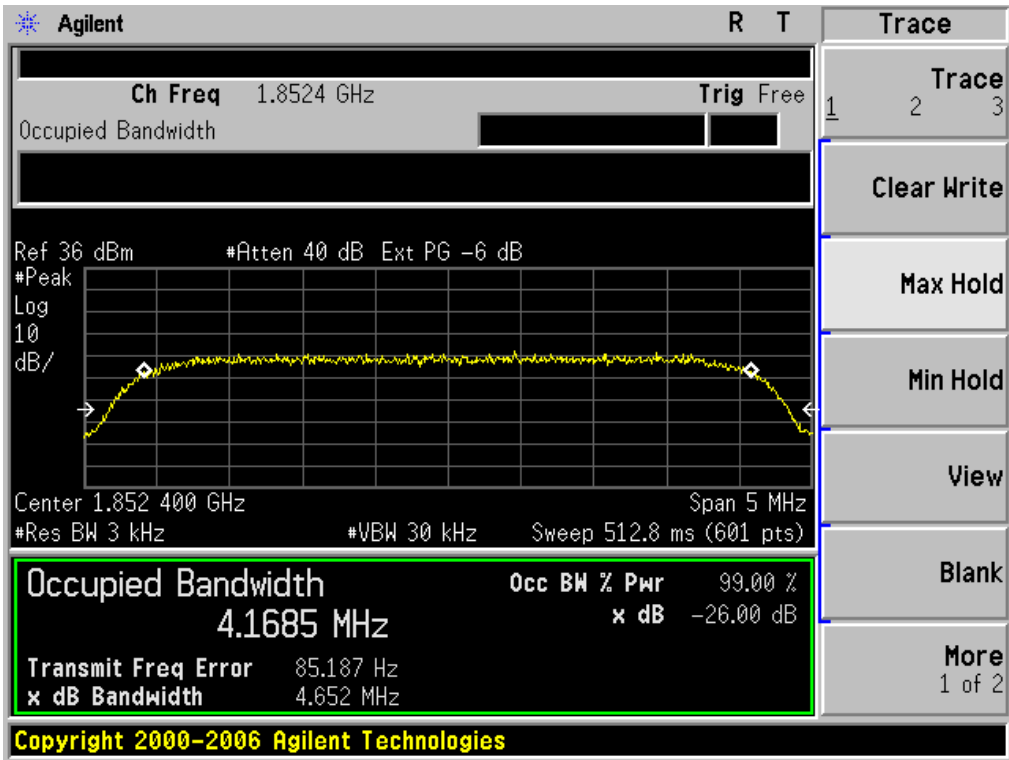 Agilent R T
Trace
Ch Freq 1.8524 GHz Trig Free
Occupied Bandwidth
Trace
1 2 3
Clear Write
Max Hold
Min Hold
View
Blank
More
1 of 2
Ref 36 dBm #Atten 40 dB Ext PG -6 dB
#Peak
Log
10
dB/
Center 1.852 400 GHz Span 5 MHz
#Res BW 3 kHz #VBW 30 kHz Sweep 512.8 ms (601 pts)
Occupied Bandwidth
4.1685 MHz
Occ BW % Pwr 99.00 %
x dB -26.00 dB
Transmit Freq Error 85.187 Hz
x dB Bandwidth 4.652 MHz
Copyright 2000-2006 Agilent Technologies